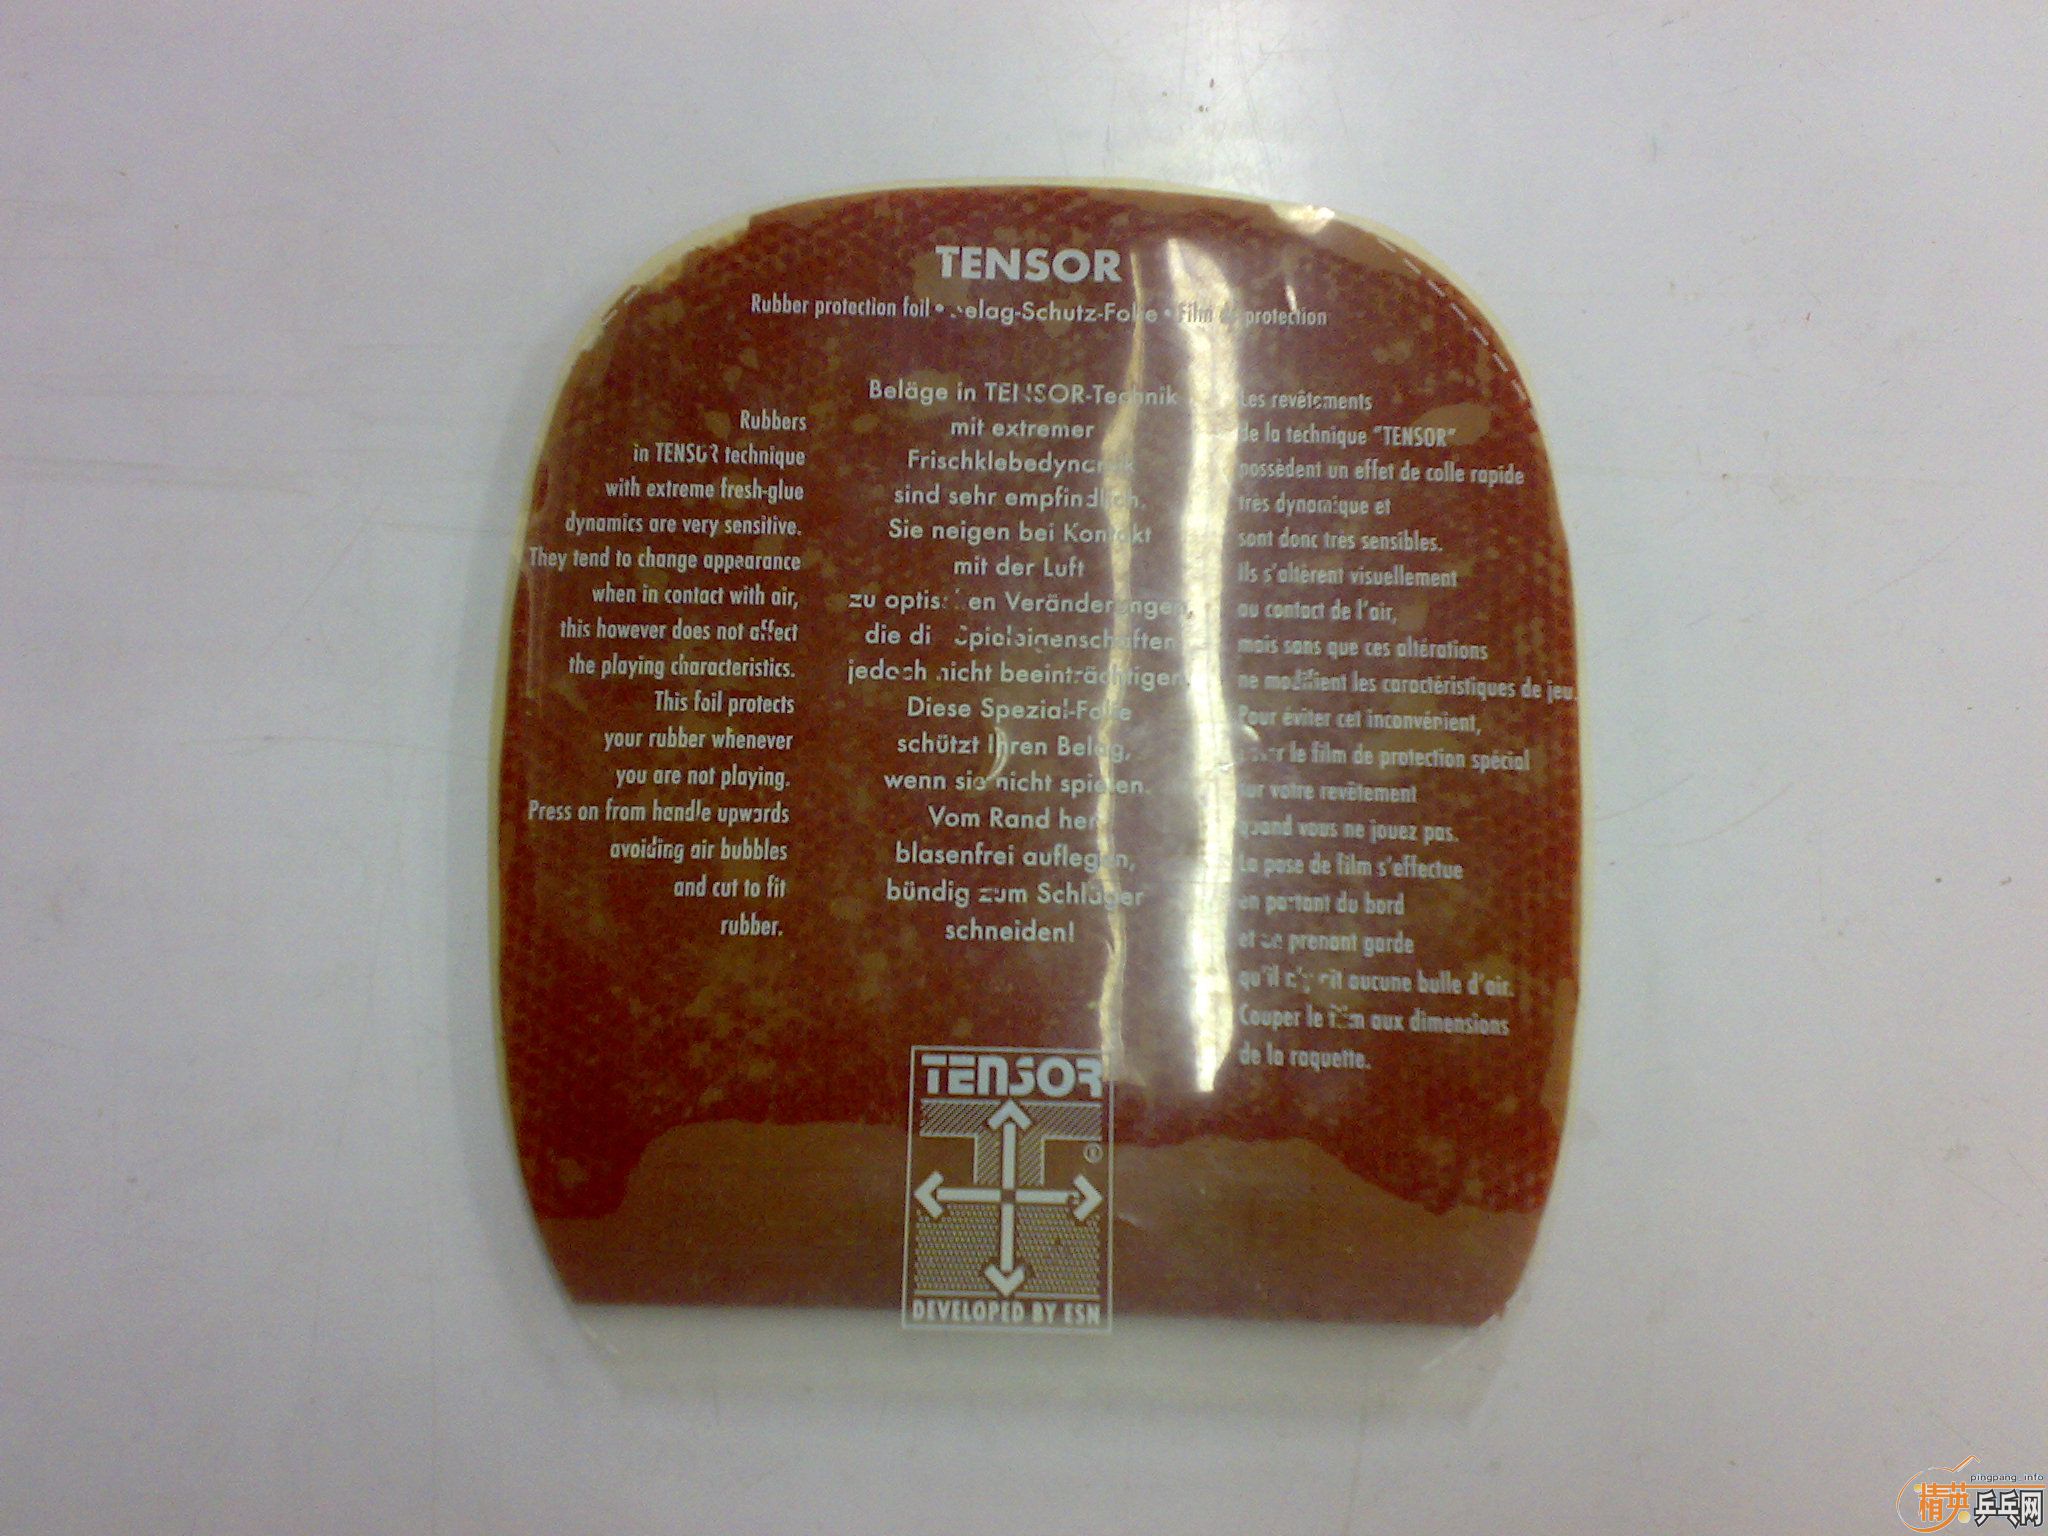 TENSOR
Rubber protection foil • elag-Schutz-Folie • Film de protection
Rubbers
in TENSOR technique
with extreme fresh-glue
dynamics are very sensitive.
They tend to change appearance
when in contact with air,
this however does not affect
the playing characteristics.
This foil protects
your rubber whenever
you are not playing.
Press on from handle upwards
avoiding air bubbles
and cut to fit
rubber.
Beläge in TENSOR-Technik
mit extremer
Frischklebedynamik
sind sehr empfindlich.
Sie neigen bei Kontakt
mit der Luft
zu optischen Veränderungen,
die die Spieleigenschaften
jedoch nicht beeinträchtigen.
Diese Spezial-Folie
schützt Ihren Belag,
wenn sie nicht spielen.
Vom Rand her
blasenfrei auflegen,
bündig zum Schläger
schneiden!
Les revêtements
de la technique "TENSOR"
possèdent un effet de colle rapide
très dynamique et
sont donc très sensibles.
Ils s'altèrent visuellement
au contact de l'air,
mais sans que ces altérations
ne modifient les caractéristiques de jeu.
Pour éviter cet inconvénient,
le film de protection spécial
sur votre revêtement
quand vous ne jouez pas.
La pose de film s'effectue
en partant du bord
et en prenant garde
qu'il n'y ait aucune bulle d'air.
Couper le film aux dimensions
de la raquette.
TENSOR
®
DEVELOPED BY ESN
pingpang_info
精英乒乓网